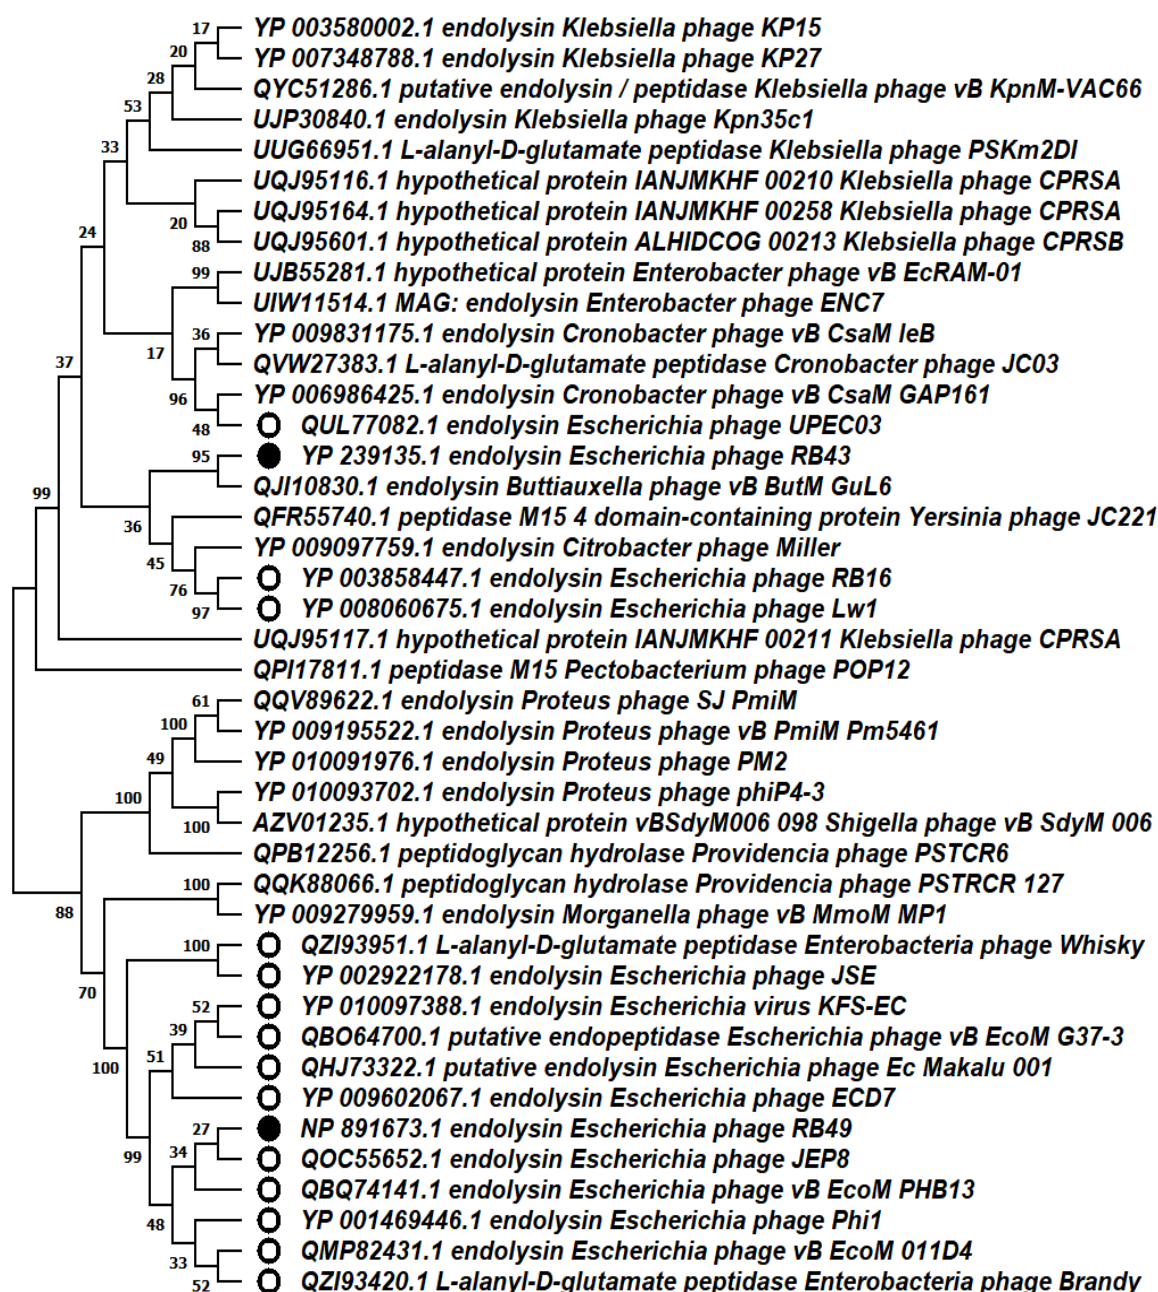 17 YP 003580002.1 endolysin Klebsiella phage KP15
20 YP 007348788.1 endolysin Klebsiella phage KP27
28 QYC51286.1 putative endolysin / peptidase Klebsiella phage vB KpnM-VAC66
53 UJP30840.1 endolysin Klebsiella phage Kpn35c1
33 UUG66951.1 L-alanyl-D-glutamate peptidase Klebsiella phage PSKm2DI
UQJ95116.1 hypothetical protein IANJMKHF 00210 Klebsiella phage CPRSA
20 UQJ95164.1 hypothetical protein IANJMKHF 00258 Klebsiella phage CPRSA
24 88 UQJ95601.1 hypothetical protein ALHIDCOG 00213 Klebsiella phage CPRSB
99 UJB55281.1 hypothetical protein Enterobacter phage vB EcRAM-01
UIW11514.1 MAG: endolysin Enterobacter phage ENC7
36 YP 009831175.1 endolysin Cronobacter phage vB CsaM leB
37 17 QVW27383.1 L-alanyl-D-glutamate peptidase Cronobacter phage JC03
96 YP 006986425.1 endolysin Cronobacter phage vB CsaM GAP161
48 QUL77082.1 endolysin Escherichia phage UPEC03
95 YP 239135.1 endolysin Escherichia phage RB43
99 QJI10830.1 endolysin Buttiauxella phage vB ButM GuL6
36 QFR55740.1 peptidase M15 4 domain-containing protein Yersinia phage JC221
45 YP 009097759.1 endolysin Citrobacter phage Miller
76 YP 003858447.1 endolysin Escherichia phage RB16
97 YP 008060675.1 endolysin Escherichia phage Lw1
UQJ95117.1 hypothetical protein IANJMKHF 00211 Klebsiella phage CPRSA
QPI17811.1 peptidase M15 Pectobacterium phage POP12
61 QQV89622.1 endolysin Proteus phage SJ PmiM
100 YP 009195522.1 endolysin Proteus phage vB PmiM Pm5461
49 YP 010091976.1 endolysin Proteus phage PM2
100 YP 010093702.1 endolysin Proteus phage phiP4-3
100 AZV01235.1 hypothetical protein vBSdyM006 098 Shigella phage vB SdyM 006
QPB12256.1 peptidoglycan hydrolase Providencia phage PSTCR6
100 QQK88066.1 peptidoglycan hydrolase Providencia phage PSTRCR 127
88 YP 009279959.1 endolysin Morganella phage vB MmoM MP1
100 QZI93951.1 L-alanyl-D-glutamate peptidase Enterobacteria phage Whisky
70 YP 002922178.1 endolysin Escherichia phage JSE
52 YP 010097388.1 endolysin Escherichia virus KFS-EC
39 QBO64700.1 putative endopeptidase Escherichia phage vB EcoM G37-3
100 51 QHJ73322.1 putative endolysin Escherichia phage Ec Makalu 001
YP 009602067.1 endolysin Escherichia phage ECD7
27 NP 891673.1 endolysin Escherichia phage RB49
99 34 QOC55652.1 endolysin Escherichia phage JEP8
QBQ74141.1 endolysin Escherichia phage vB EcoM PHB13
48 YP 001469446.1 endolysin Escherichia phage Phi1
33 QMP82431.1 endolysin Escherichia phage vB EcoM 011D4
52 QZI93420.1 L-alanyl-D-glutamate peptidase Enterobacteria phage Brandy